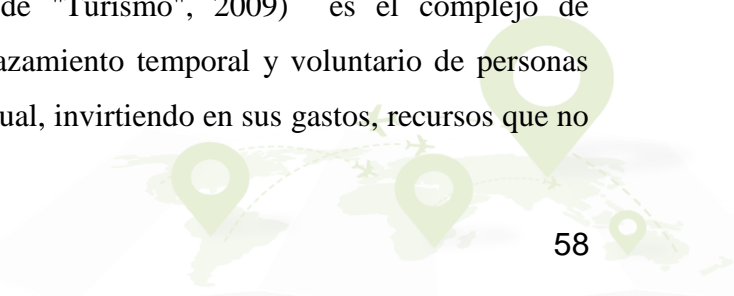 de "Turismo", 2009) es el complejo de
azamiento temporal y voluntario de personas
ual, invirtiendo en sus gastos, recursos que no
58